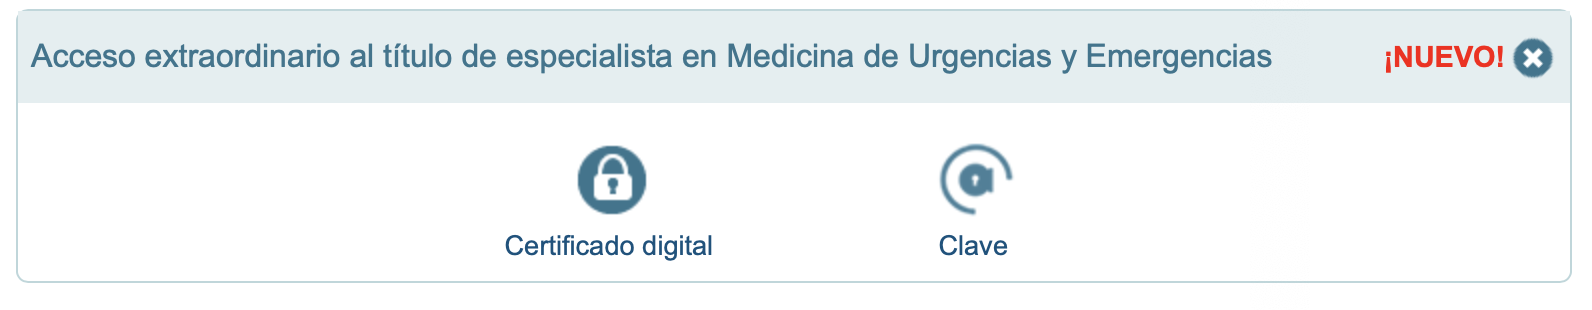 Acceso extraordinario al título de especialista en Medicina de Urgencias y Emergencias ¡NUEVO!
Certificado digital Clave